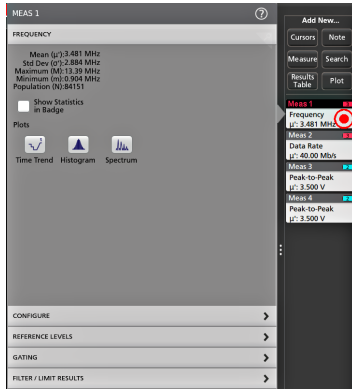 MEAS 1
?
FREQUENCY
Mean (µ'): 3.481 MHz
Std Dev (σ'): 2.884 MHz
Maximum (M): 13.39 MHz
Minimum (m): 0.904 MHz
Population (N): 84151
Show Statistics
in Badge
Plots
Time Trend
Histogram
Spectrum
CONFIGURE
REFERENCE LEVELS
GATING
FILTER / LIMIT RESULTS
Add New...
Cursors
Note
Measure
Search
Results
Table
Plot
Meas 1
Frequency
µ': 3.481 MHz
Meas 2
Data Rate
µ': 40.00 Mb/s
Meas 3
Peak-to-Peak
µ': 3.500 V
Meas 4
Peak-to-Peak
µ': 3.500 V